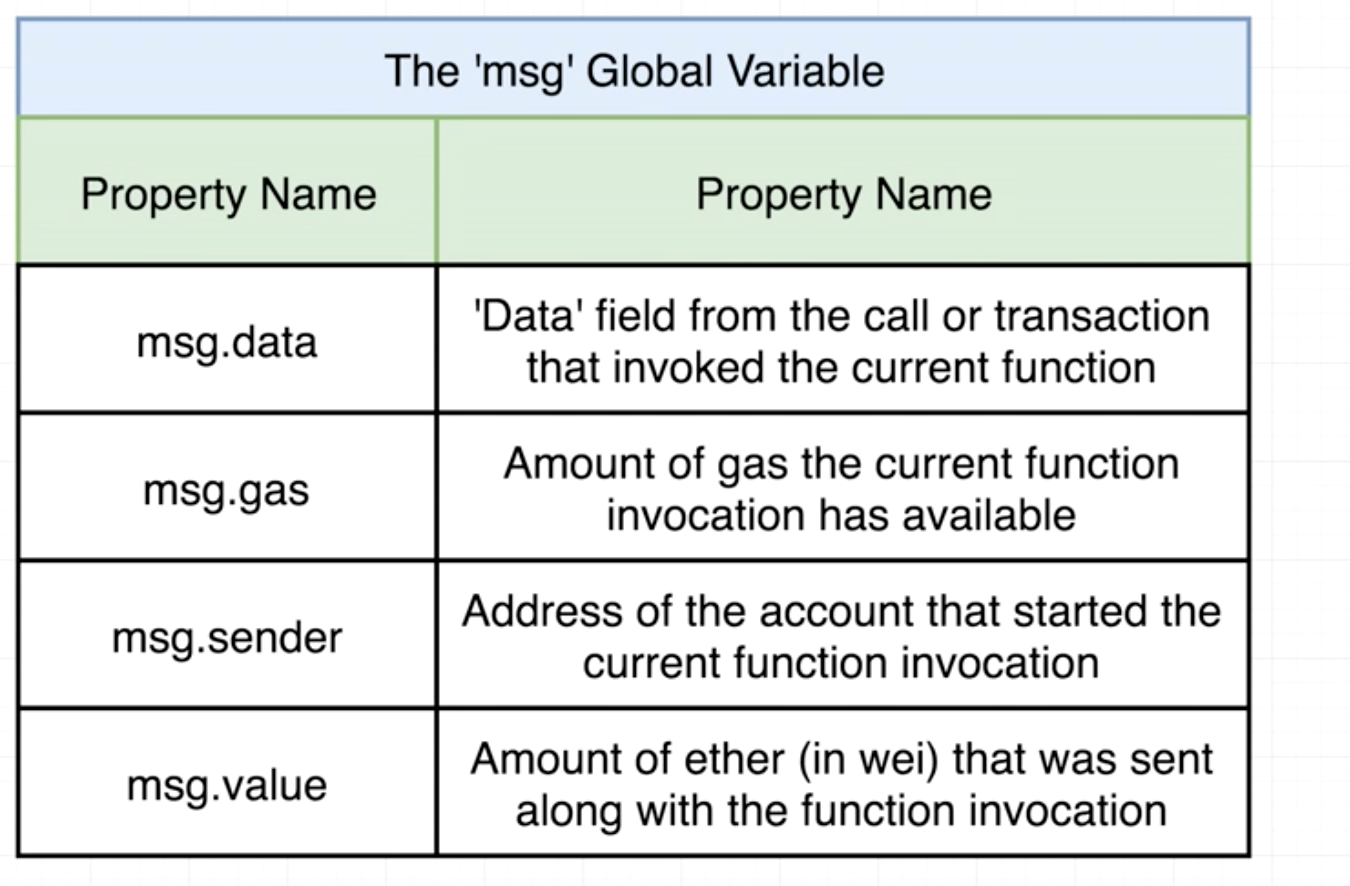 The 'msg' Global Variable
Property Name
Property Name
msg.data
'Data' field from the call or transaction
that invoked the current function
msg.gas
Amount of gas the current function
invocation has available
msg.sender
Address of the account that started the
current function invocation
msg.value
Amount of ether (in wei) that was sent
along with the function invocation